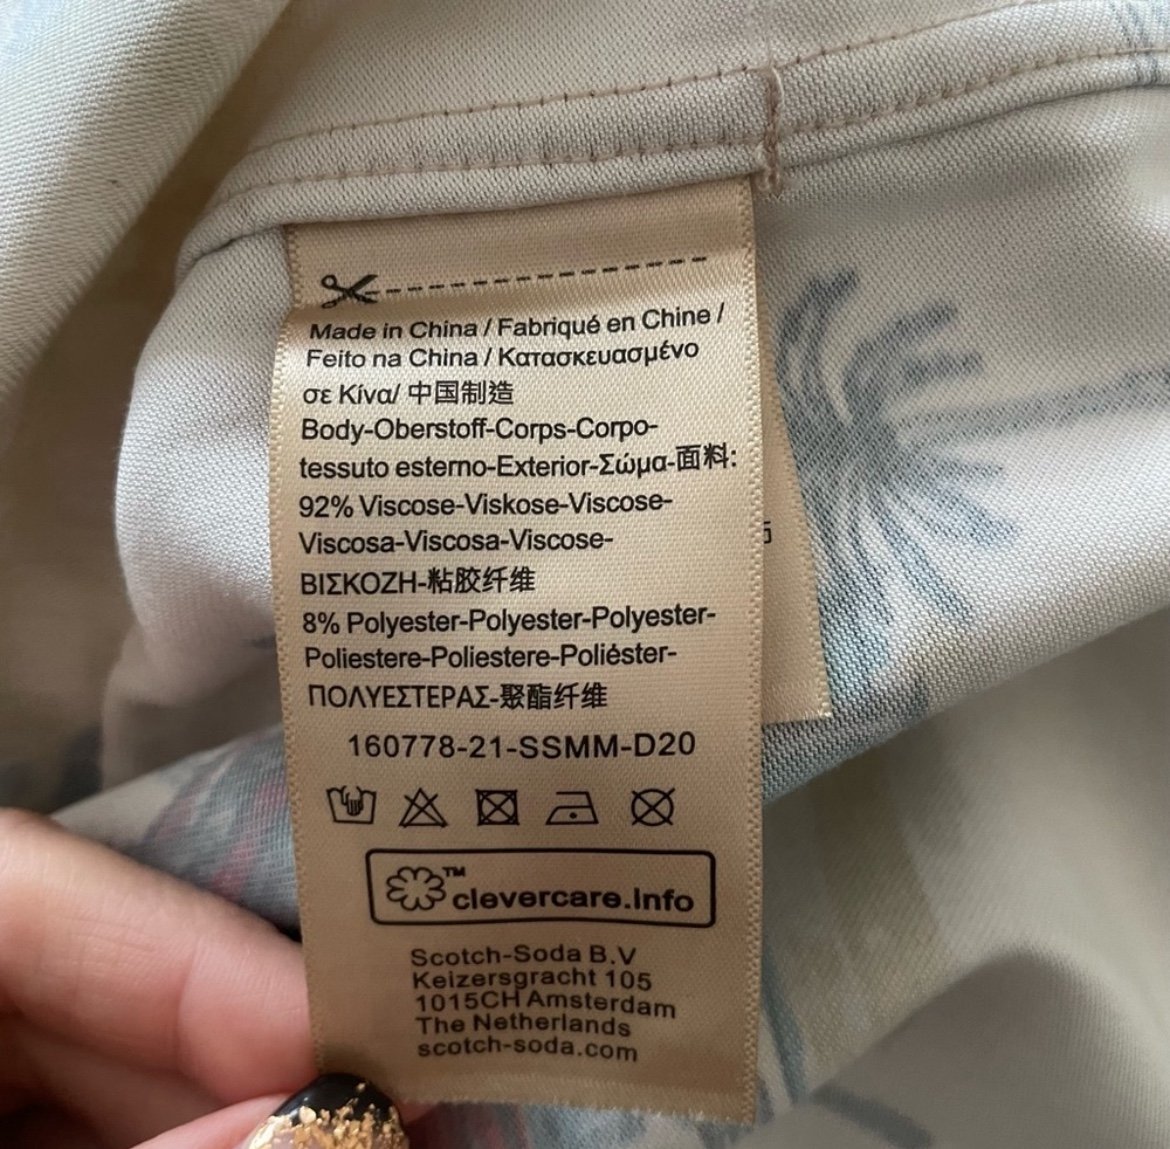 Made in China / Fabriqué en Chine /
Feito na China / Κατασκευασμένο
σε Κίνα/ 中国制造
Body-Oberstoff-Corps-Corpo-
tessuto esterno-Exterior-Σώμα-面料:
92% Viscose-Viskose-Viscose-
Viscosa-Viscosa-Viscose-
ΒΙΣΚΟΖΗ-粘胶纤维
8% Polyester-Polyester-Polyester-
Poliestere-Poliestere-Poliéster-
ΠΟΛΥΕΣΤΕΡΑΣ-聚酯纤维
160778-21-SSMM-D20
™
clevercare.info
Scotch-Soda B.V
Keizersgracht 105
1015CH Amsterdam
The Netherlands
scotch-soda.com